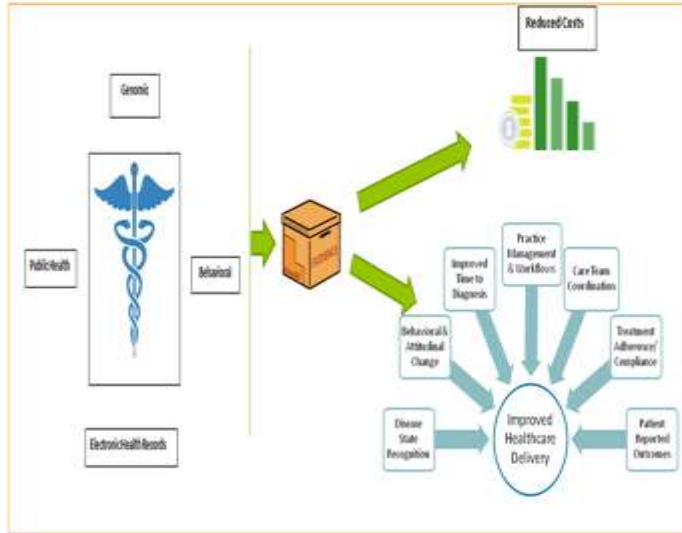 Reduced Costs
Genomic
Public Health
Behavioral
Electronic Health Records
Disease
State
Recognition
Behavioral &
Attitudinal
Change
Improved
Time to
Diagnosis
Practice
Management
& Workflows
Care Team
Coordination
Treatment
Adherence/
Compliance
Patient
Reported
Outcomes
Improved
Healthcare
Delivery